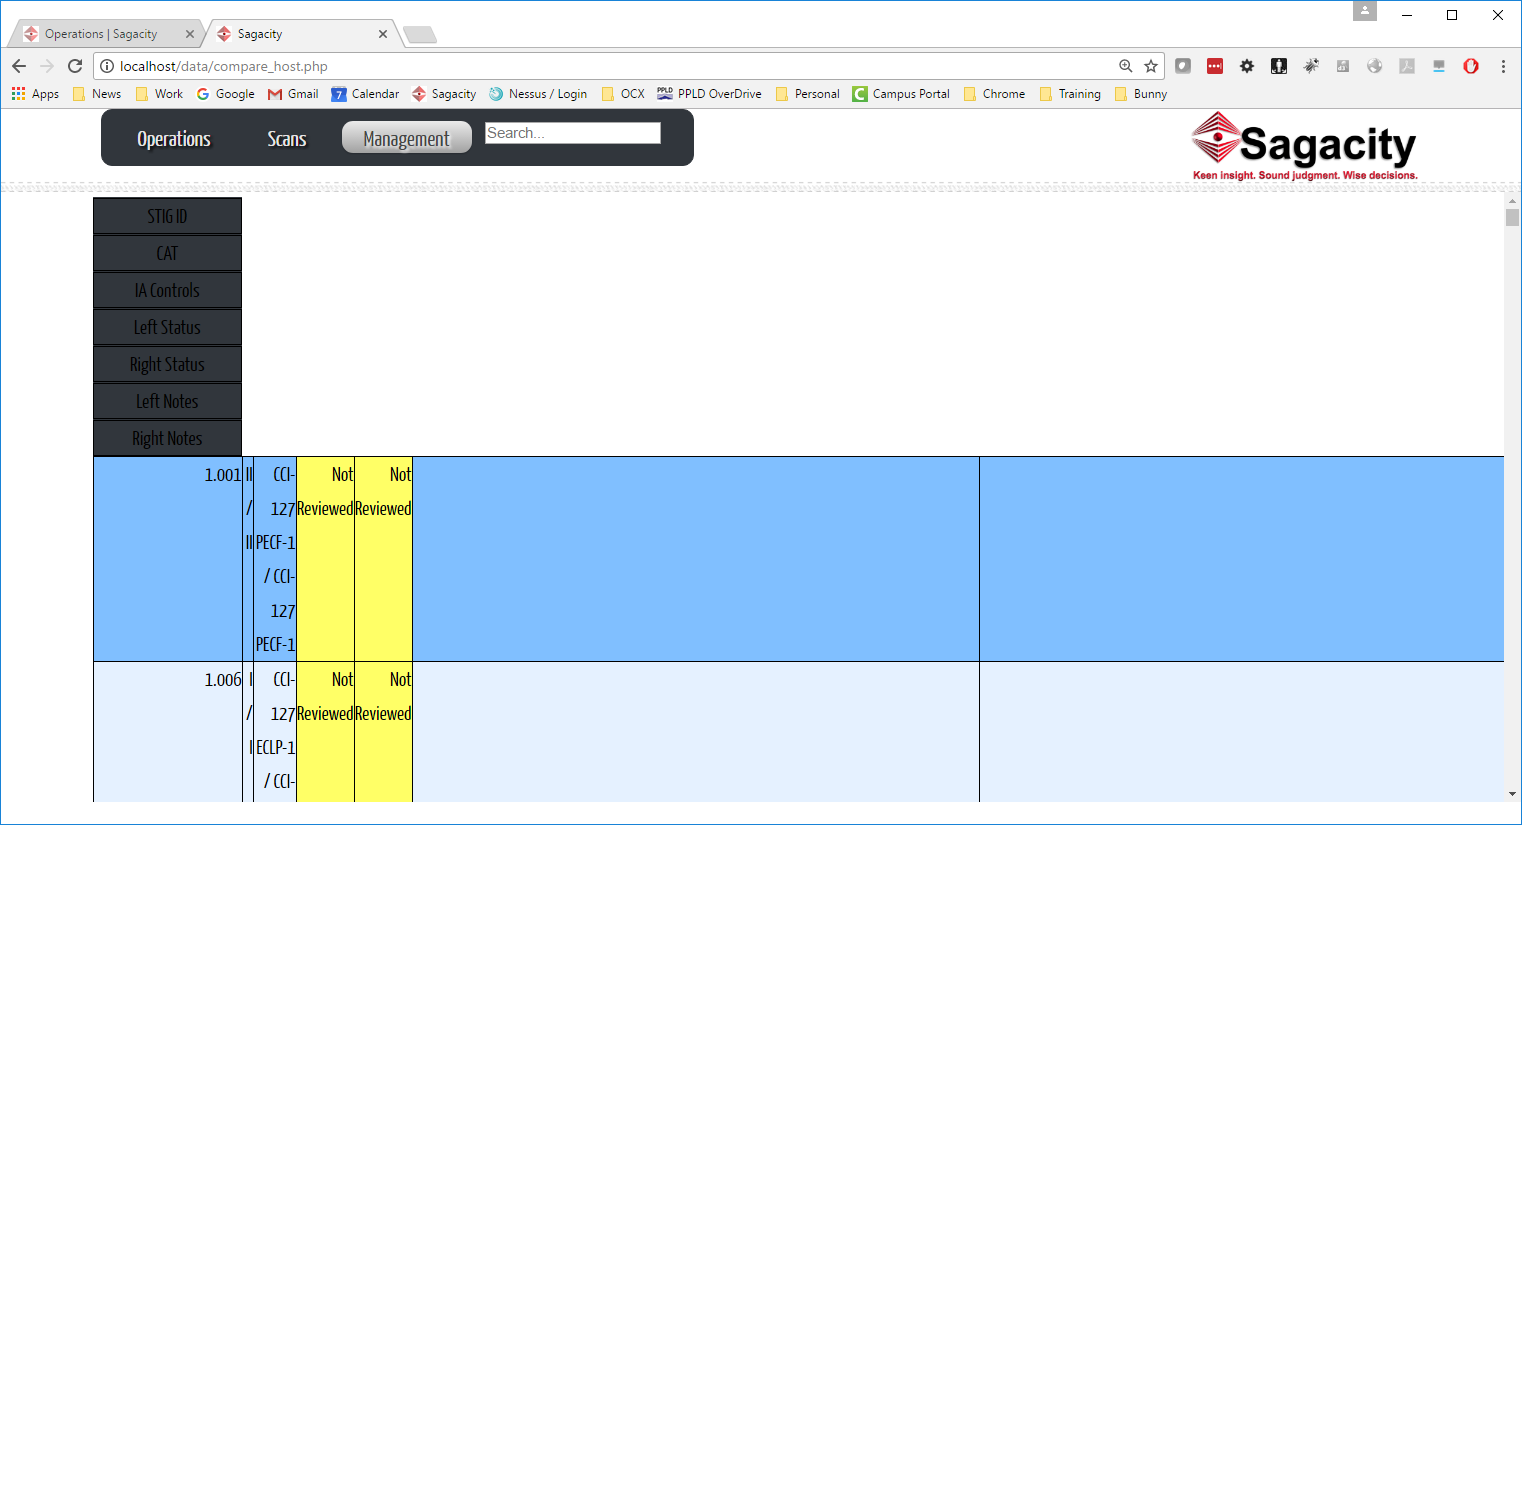 Operations | Sagacity
Sagacity
localhost/data/compare_host.php
Apps News Work Google Gmail 7 Calendar Sagacity Nessus / Login OCX PPLD PPLD OverDrive Personal C Campus Portal Chrome Training Bunny
Operations Scans Management Search...
Sagacity
Keen insight. Sound judgment. Wise decisions.
STIG ID
CAT
IA Controls
Left Status
Right Status
Left Notes
Right Notes
1.001 II CCI- Not Not
/ 127 Reviewed Reviewed
II PECF-1
/ CCI-
127
PECF-1
1.006 I CCI- Not Not
/ 127 Reviewed Reviewed
I ECLP-1
/ CCI-